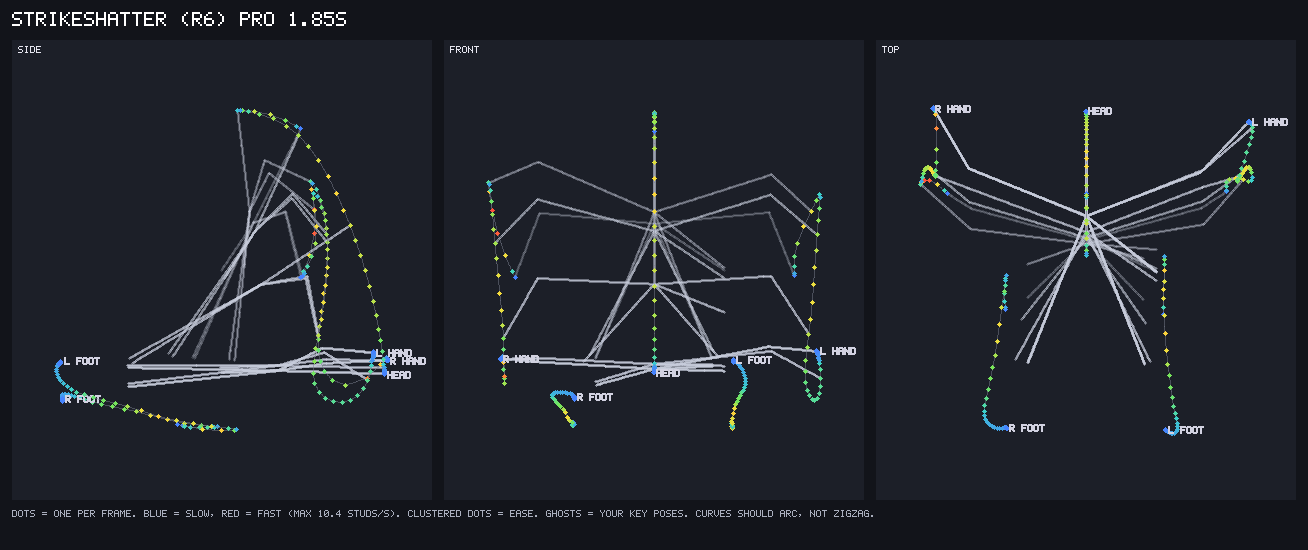 STRIKESHATTER (R6) PRO 1.85S
SIDE
L FOOT
R FOOT
L HAND
R HAND
HEAD
FRONT
R HAND
HEAD
L HAND
L FOOT
R FOOT
TOP
R HAND
HEAD
L HAND
R FOOT
L FOOT
DOTS = ONE PER FRAME. BLUE = SLOW, RED = FAST (MAX 10.4 STUDS/S). CLUSTERED DOTS = EASE. GHOSTS = YOUR KEY POSES. CURVES SHOULD ARC, NOT ZIGZAG.